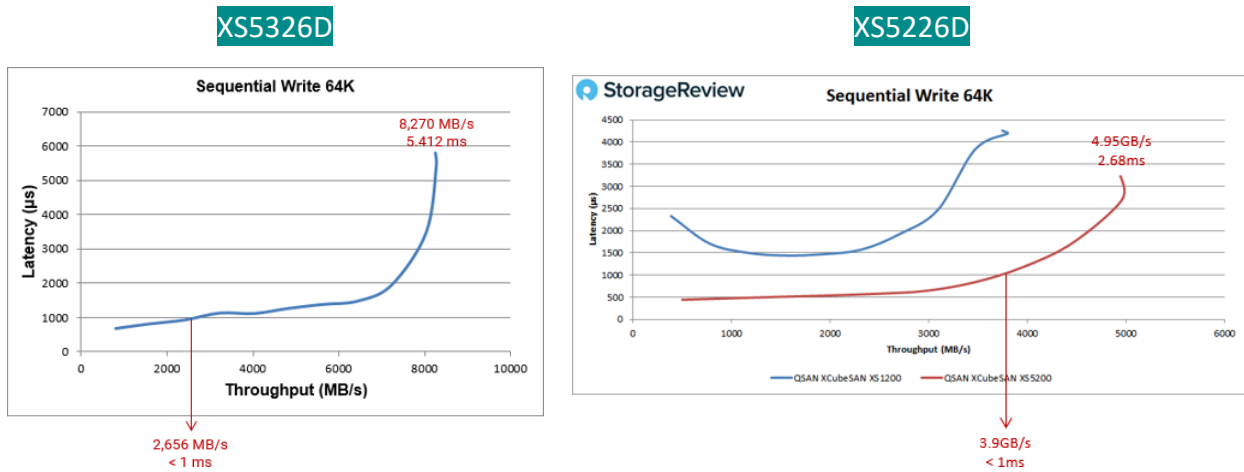 XS5326D
Sequential Write 64K
7000
6000
5000
4000
3000
2000
1000
0
Latency (µs)
8,270 MB/s
5.412 ms
0 2000 4000 6000 8000 10000
Throughput (MB/s)
2,656 MB/s
< 1 ms
XS5226D
StorageReview
Sequential Write 64K
4500
4000
3500
3000
2500
2000
1500
1000
500
0
Latency (µs)
4.95GB/s
2.68ms
0 1000 2000 3000 4000 5000 6000
Throughput (MB/s)
QSAN XCubeSAN XS1200 QSAN XCubeSAN XS5200
3.9GB/s
< 1ms